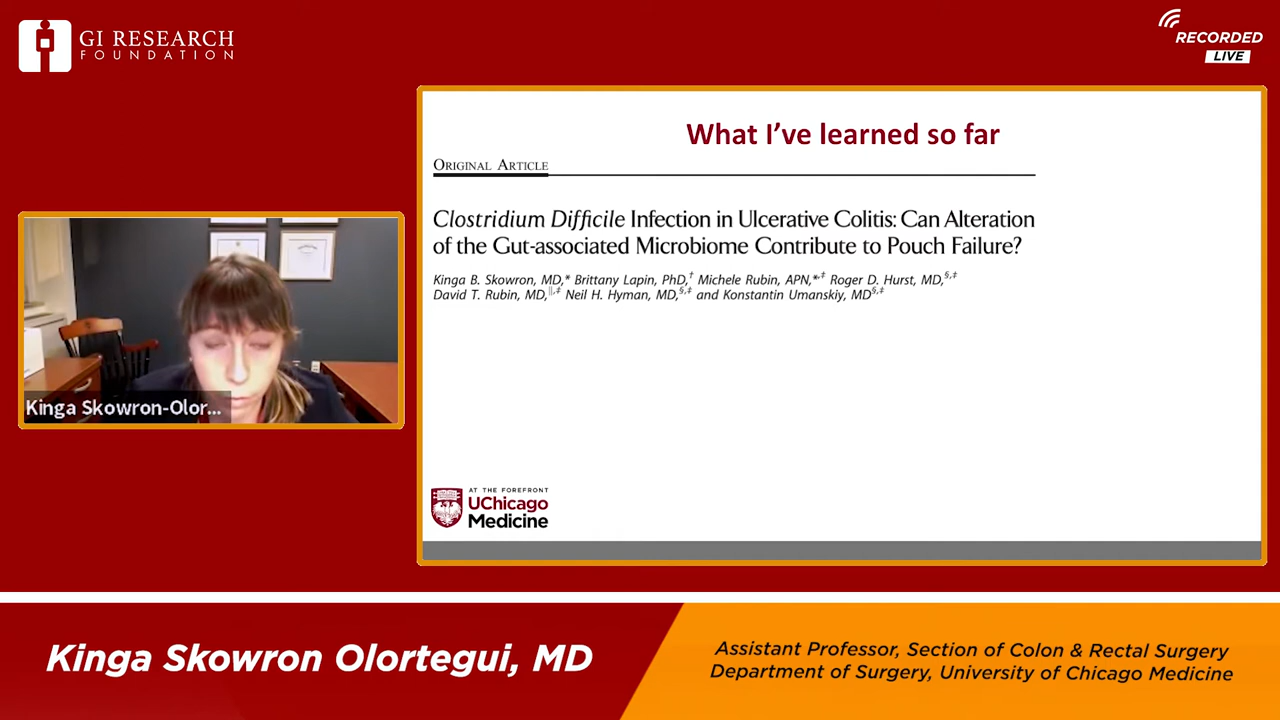 GI RESEARCH
FOUNDATION
RECORDED
LIVE
What I've learned so far
ORIGINAL ARTICLE
Clostridium Difficile Infection in Ulcerative Colitis: Can Alteration
of the Gut-associated Microbiome Contribute to Pouch Failure?
Kinga B. Skowron, MD,* Brittany Lapin, PhD,† Michele Rubin, APN,*,‡ Roger D. Hurst, MD,§,‡
David T. Rubin, MD,||,‡ Neil H. Hyman, MD,§,‡ and Konstantin Umanskiy, MD§,‡
Kinga Skowron-Olor...
AT THE FOREFRONT
UChicago
Medicine
Kinga Skowron Olortegui, MD
Assistant Professor, Section of Colon & Rectal Surgery
Department of Surgery, University of Chicago Medicine